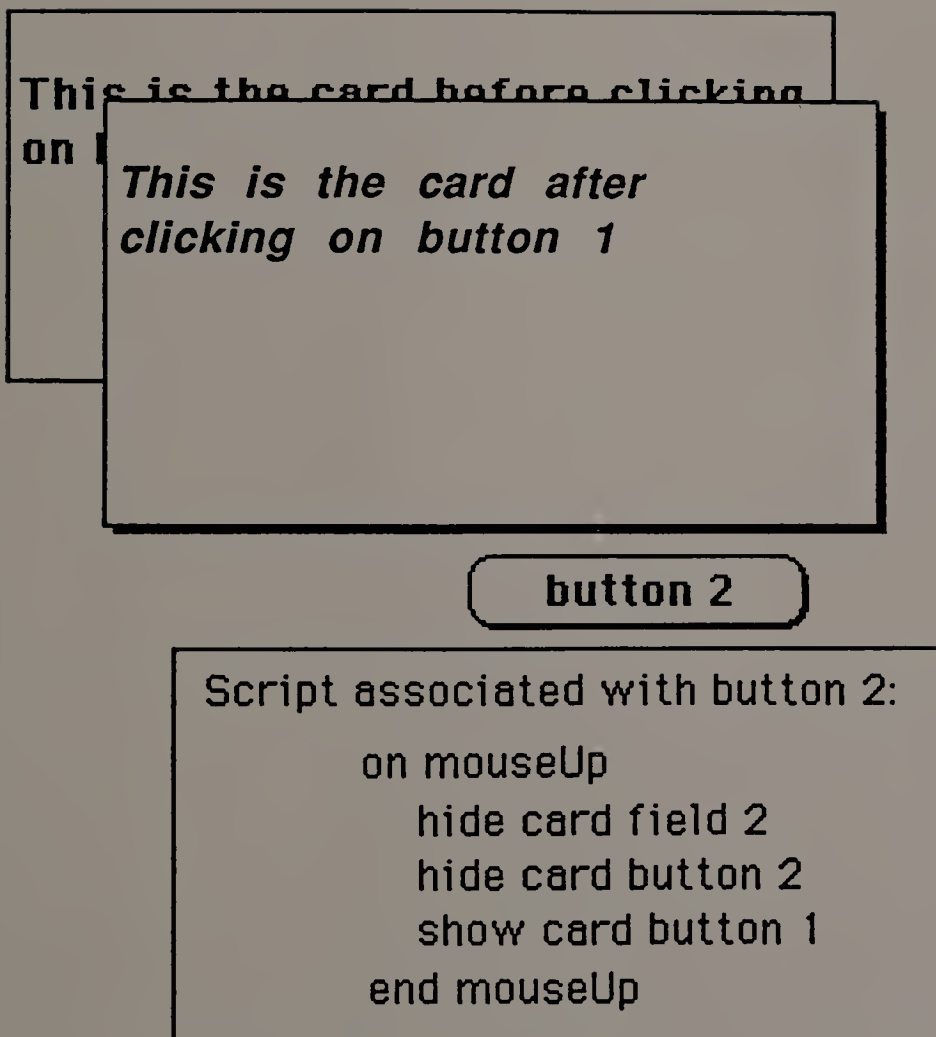 This is the card before clicking
on
This is the card after
clicking on button 1
button 2
Script associated with button 2:
on mouseUp
hide card field 2
hide card button 2
show card button 1
end mouseUp